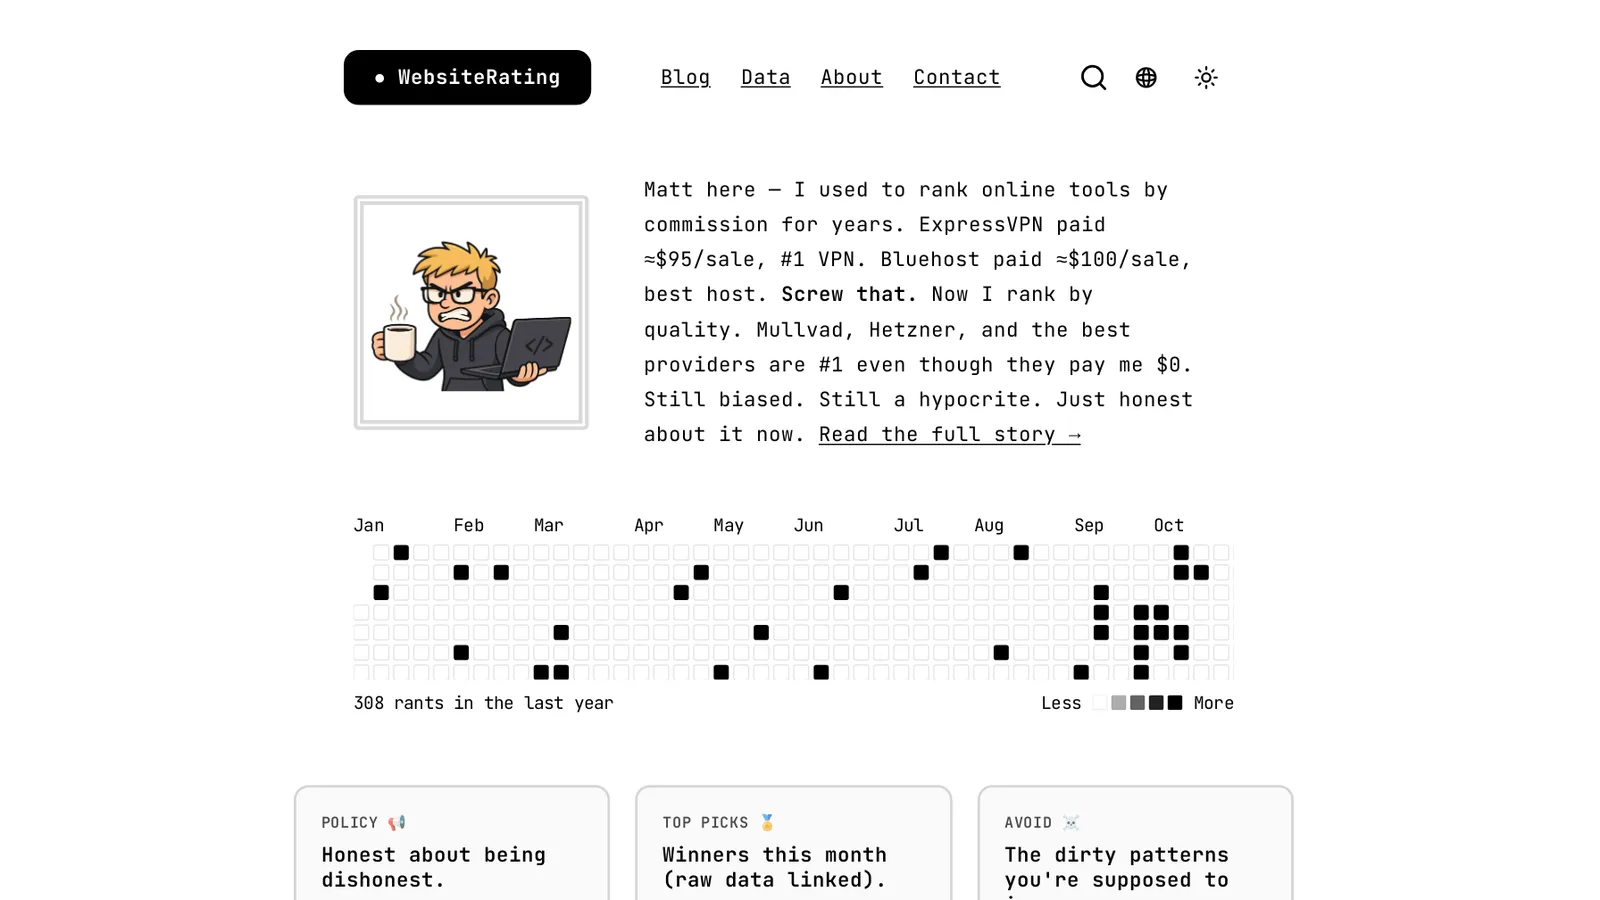 WebsiteRating
Blog Data About Contact
Matt here — I used to rank online tools by
commission for years. ExpressVPN paid
≈$95/sale, #1 VPN. Bluehost paid ≈$100/sale,
best host. Screw that. Now I rank by
quality. Mullvad, Hetzner, and the best
providers are #1 even though they pay me $0.
Still biased. Still a hypocrite. Just honest
about it now. Read the full story →
</>
Jan Feb Mar Apr May Jun Jul Aug Sep Oct
308 rants in the last year
Less More
POLICY
Honest about being
dishonest.
TOP PICKS
Winners this month
(raw data linked).
AVOID
The dirty patterns
you're supposed to